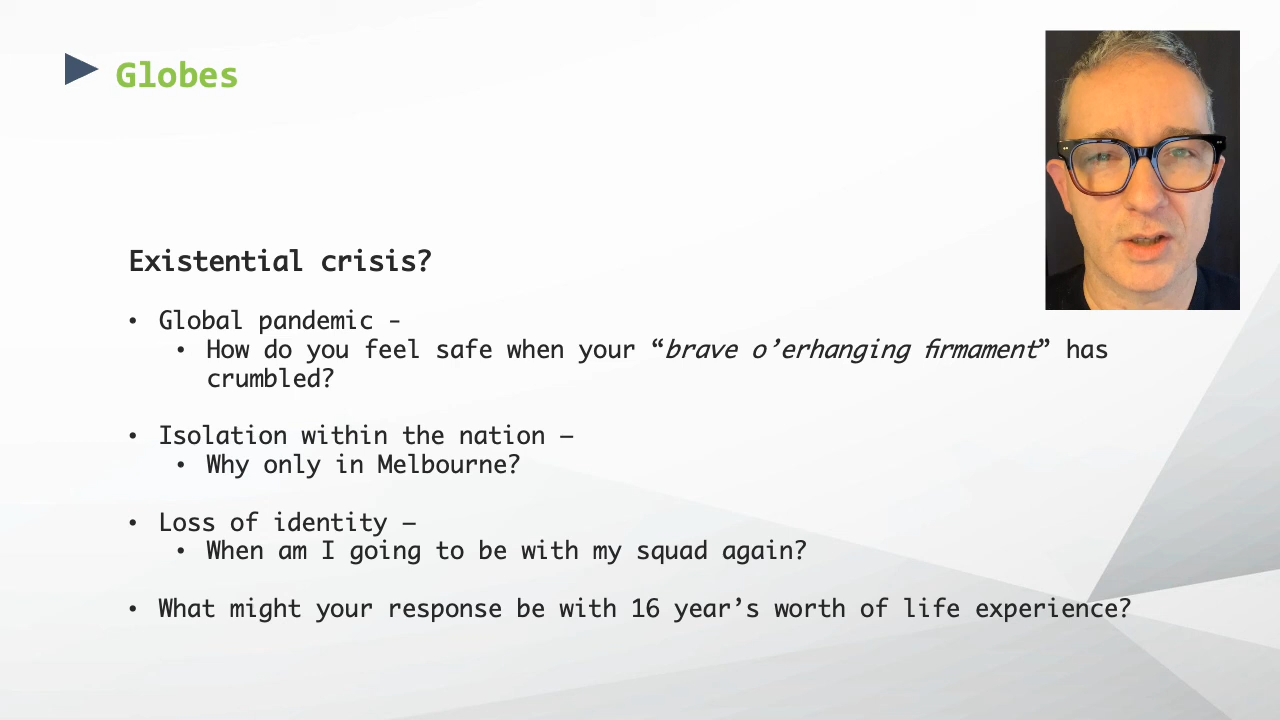 Globes
Existential crisis?
• Global pandemic -
• How do you feel safe when your “brave o’erhanging firmament” has
crumbled?
• Isolation within the nation –
• Why only in Melbourne?
• Loss of identity –
• When am I going to be with my squad again?
• What might your response be with 16 year’s worth of life experience?